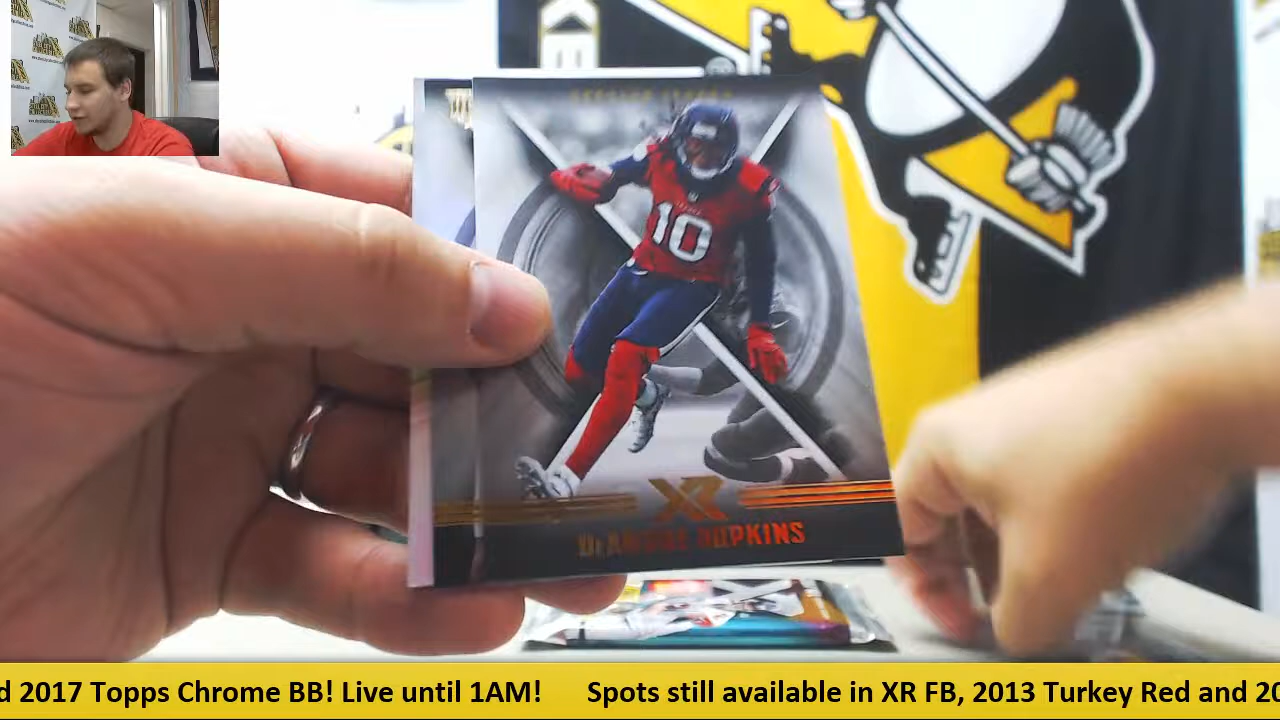 10
XR
DEANDRE HOPKINS
d 2017 Topps Chrome BB! Live until 1AM!      Spots still available in XR FB, 2013 Turkey Red and 20